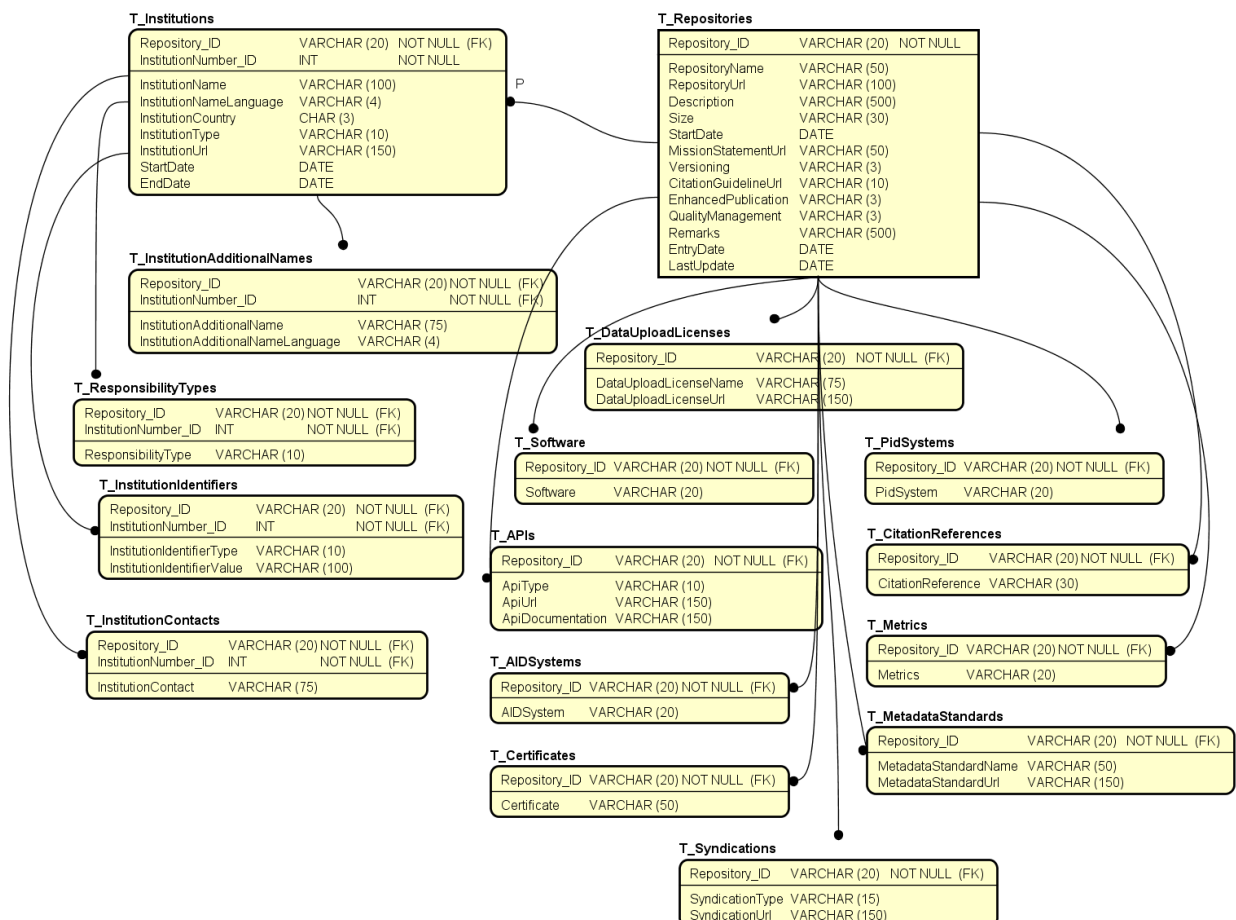 T_Institutions
Repository_ID VARCHAR (20) NOT NULL (FK)
InstitutionNumber_ID INT NOT NULL
InstitutionName VARCHAR (100)
InstitutionNameLanguage VARCHAR (4)
InstitutionCountry CHAR (3)
InstitutionType VARCHAR (10)
InstitutionUrl VARCHAR (150)
StartDate DATE
EndDate DATE
P
T_Repositories
Repository_ID VARCHAR (20) NOT NULL
RepositoryName VARCHAR (50)
RepositoryUrl VARCHAR (100)
Description VARCHAR (500)
Size VARCHAR (30)
StartDate DATE
MissionStatementUrl VARCHAR (50)
Versioning VARCHAR (3)
CitationGuidelineUrl VARCHAR (10)
EnhancedPublication VARCHAR (3)
QualityManagement VARCHAR (3)
Remarks VARCHAR (500)
EntryDate DATE
LastUpdate DATE
T_InstitutionAdditionalNames
Repository_ID VARCHAR (20) NOT NULL (FK)
InstitutionNumber_ID INT NOT NULL (FK)
InstitutionAdditionalName VARCHAR (75)
InstitutionAdditionalNameLanguage VARCHAR (4)
T_DataUploadLicenses
Repository_ID VARCHAR (20) NOT NULL (FK)
DataUploadLicenseName VARCHAR (75)
DataUploadLicenseUrl VARCHAR (150)
T_ResponsibilityTypes
Repository_ID VARCHAR (20) NOT NULL (FK)
InstitutionNumber_ID INT NOT NULL (FK)
ResponsibilityType VARCHAR (10)
T_Software
Repository_ID VARCHAR (20) NOT NULL (FK)
Software VARCHAR (20)
T_PidSystems
Repository_ID VARCHAR (20) NOT NULL (FK)
PidSystem VARCHAR (20)
T_InstitutionIdentifiers
Repository_ID VARCHAR (20) NOT NULL (FK)
InstitutionNumber_ID INT NOT NULL (FK)
InstitutionIdentifierType VARCHAR (10)
InstitutionIdentifierValue VARCHAR (100)
T_APIs
Repository_ID VARCHAR (20) NOT NULL (FK)
ApiType VARCHAR (10)
ApiUrl VARCHAR (150)
ApiDocumentation VARCHAR (150)
T_CitationReferences
Repository_ID VARCHAR (20) NOT NULL (FK)
CitationReference VARCHAR (30)
T_InstitutionContacts
Repository_ID VARCHAR (20) NOT NULL (FK)
InstitutionNumber_ID INT NOT NULL (FK)
InstitutionContact VARCHAR (75)
T_Metrics
Repository_ID VARCHAR (20) NOT NULL (FK)
Metrics VARCHAR (20)
T_AIDSystems
Repository_ID VARCHAR (20) NOT NULL (FK)
AIDSystem VARCHAR (20)
T_MetadataStandards
Repository_ID VARCHAR (20) NOT NULL (FK)
MetadataStandardName VARCHAR (50)
MetadataStandardUrl VARCHAR (150)
T_Certificates
Repository_ID VARCHAR (20) NOT NULL (FK)
Certificate VARCHAR (50)
T_Syndications
Repository_ID VARCHAR (20) NOT NULL (FK)
SyndicationType VARCHAR (15)
SyndicationUrl VARCHAR (150)